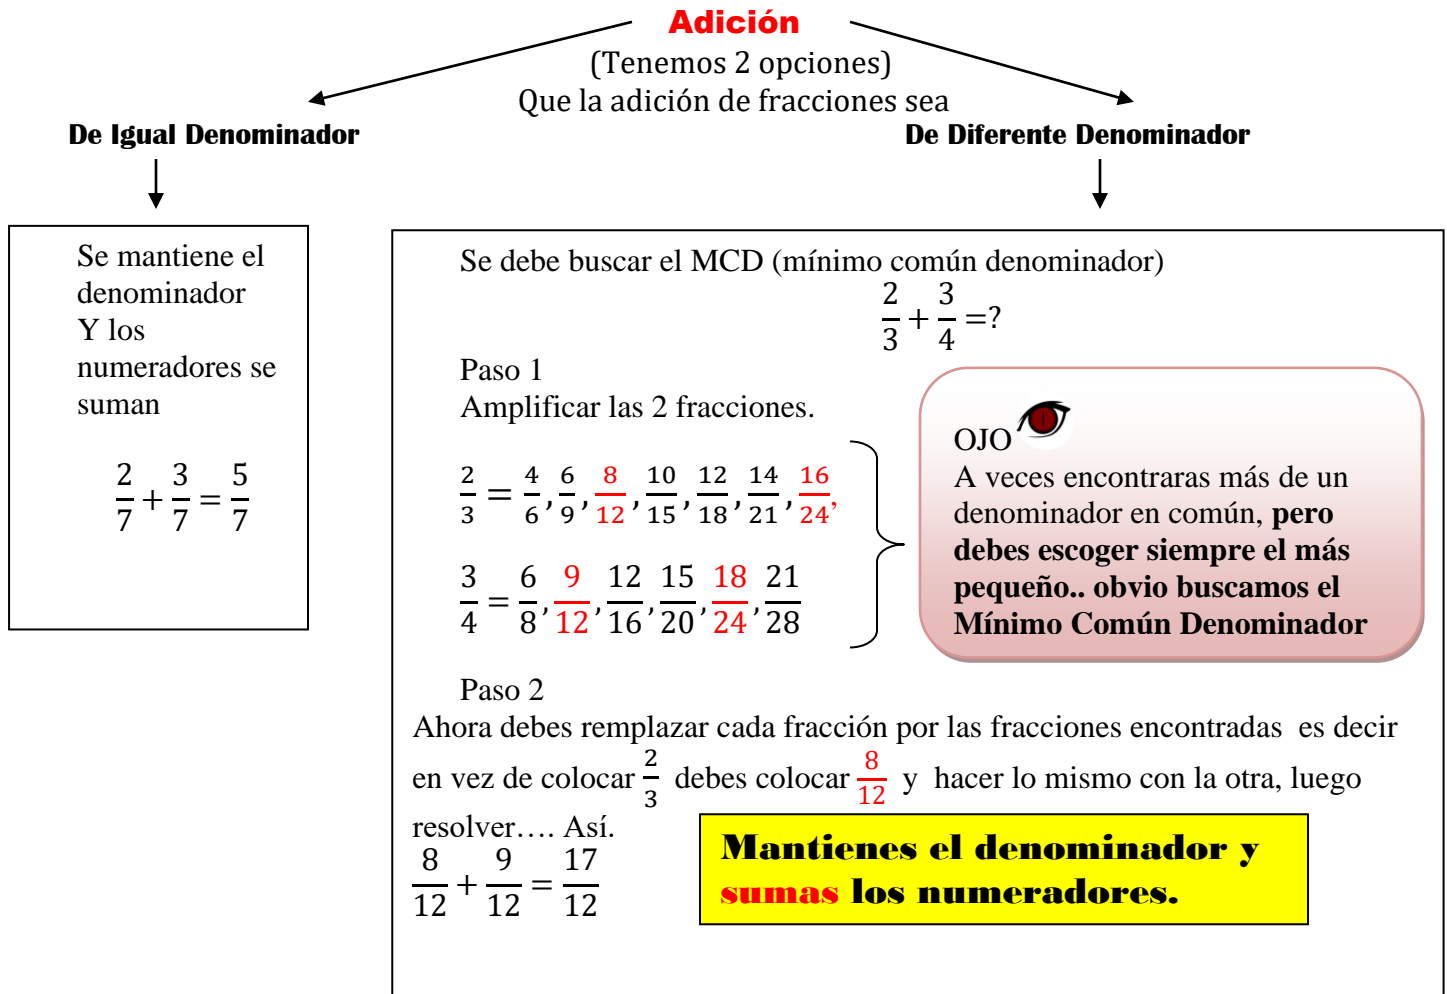 Adición
(Tenemos 2 opciones)
Que la adición de fracciones sea
De Igual Denominador
De Diferente Denominador
Se mantiene el
denominador
Y los
numeradores se
suman
2/7 + 3/7 = 5/7
Se debe buscar el MCD (mínimo común denominador)
2/3 + 3/4 =?
Paso 1
Amplificar las 2 fracciones.
2/3 = 4/6, 6/9, 8/12, 10/15, 12/18, 14/21, 16/24,
3/4 = 6/8, 9/12, 12/16, 15/20, 18/24, 21/28
OJO
A veces encontraras más de un
denominador en común, pero
debes escoger siempre el más
pequeño.. obvio buscamos el
Mínimo Común Denominador
Paso 2
Ahora debes remplazar cada fracción por las fracciones encontradas es decir
en vez de colocar 2/3 debes colocar 8/12 y hacer lo mismo con la otra, luego
resolver…. Así.
8/12 + 9/12 = 17/12
Mantienes el denominador y
sumas los numeradores.